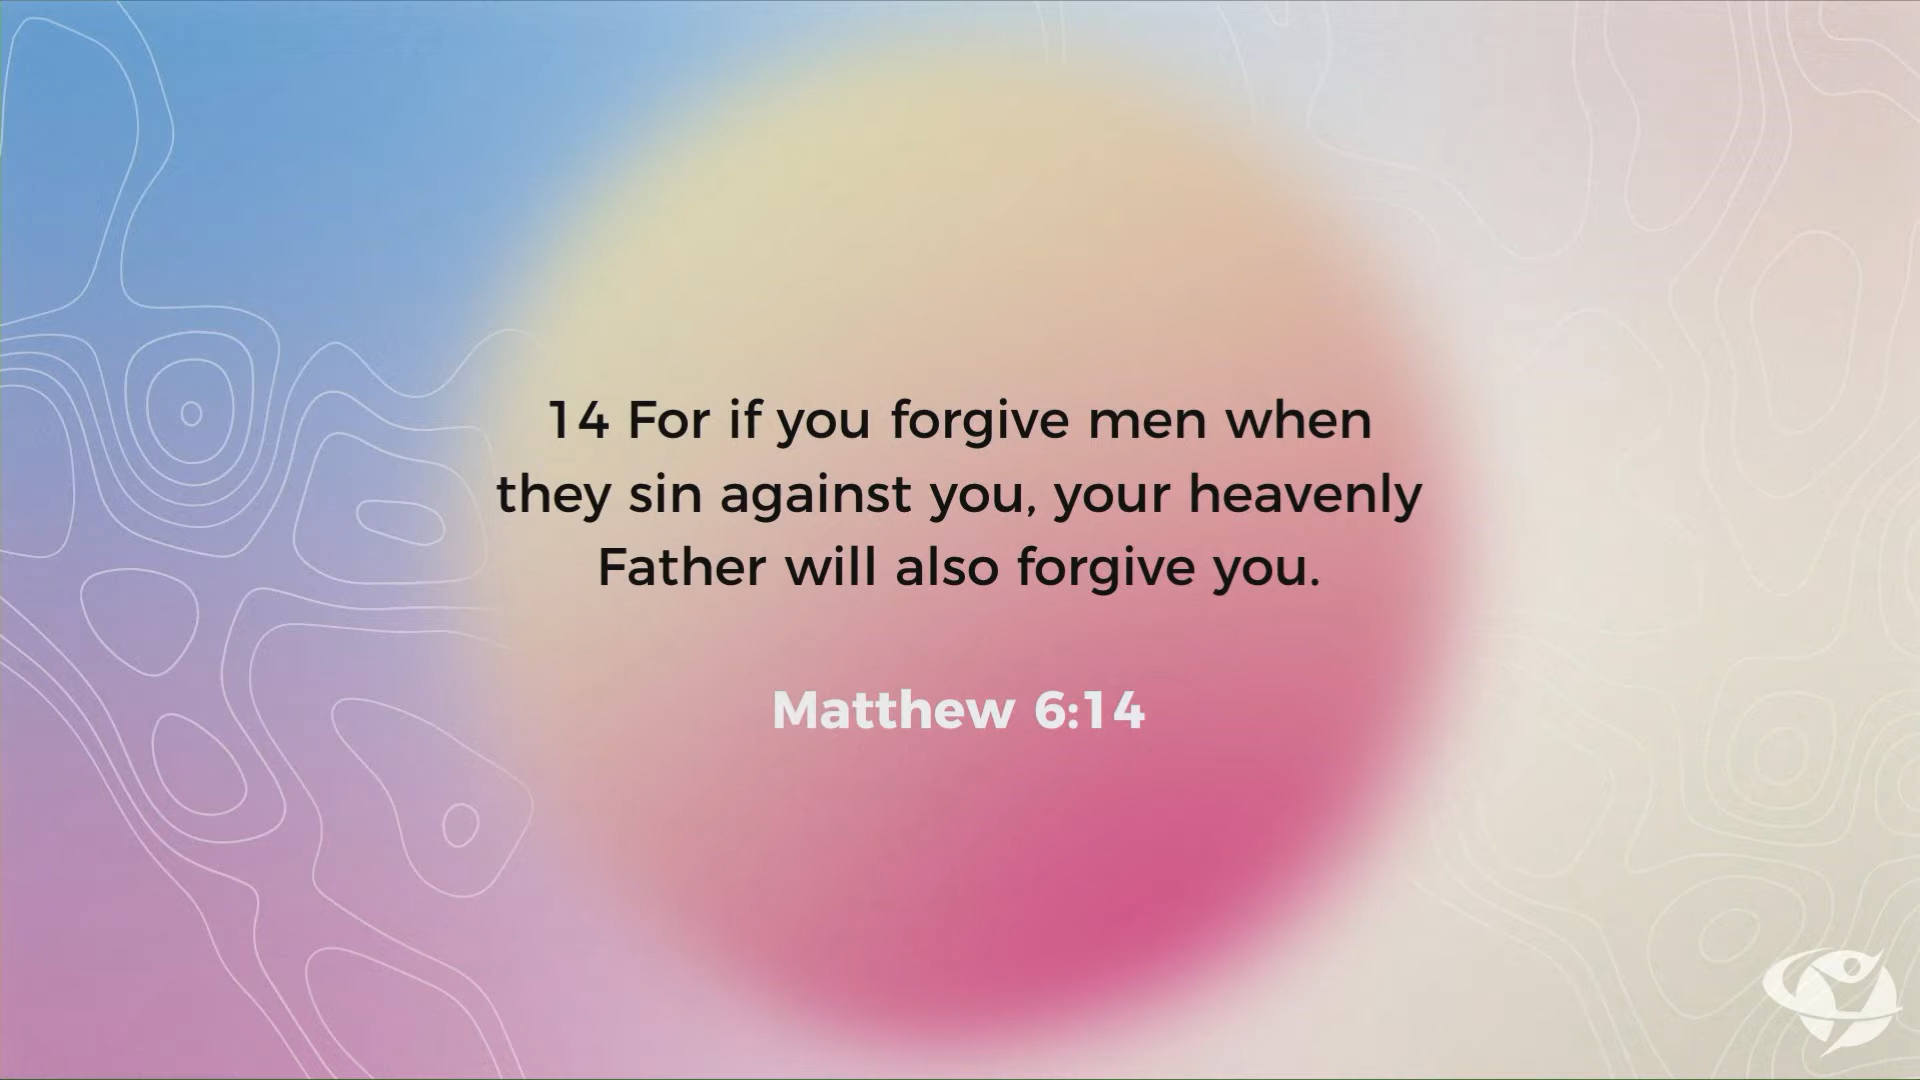 14 For if you forgive men when
they sin against you, your heavenly
Father will also forgive you.
Matthew 6:14